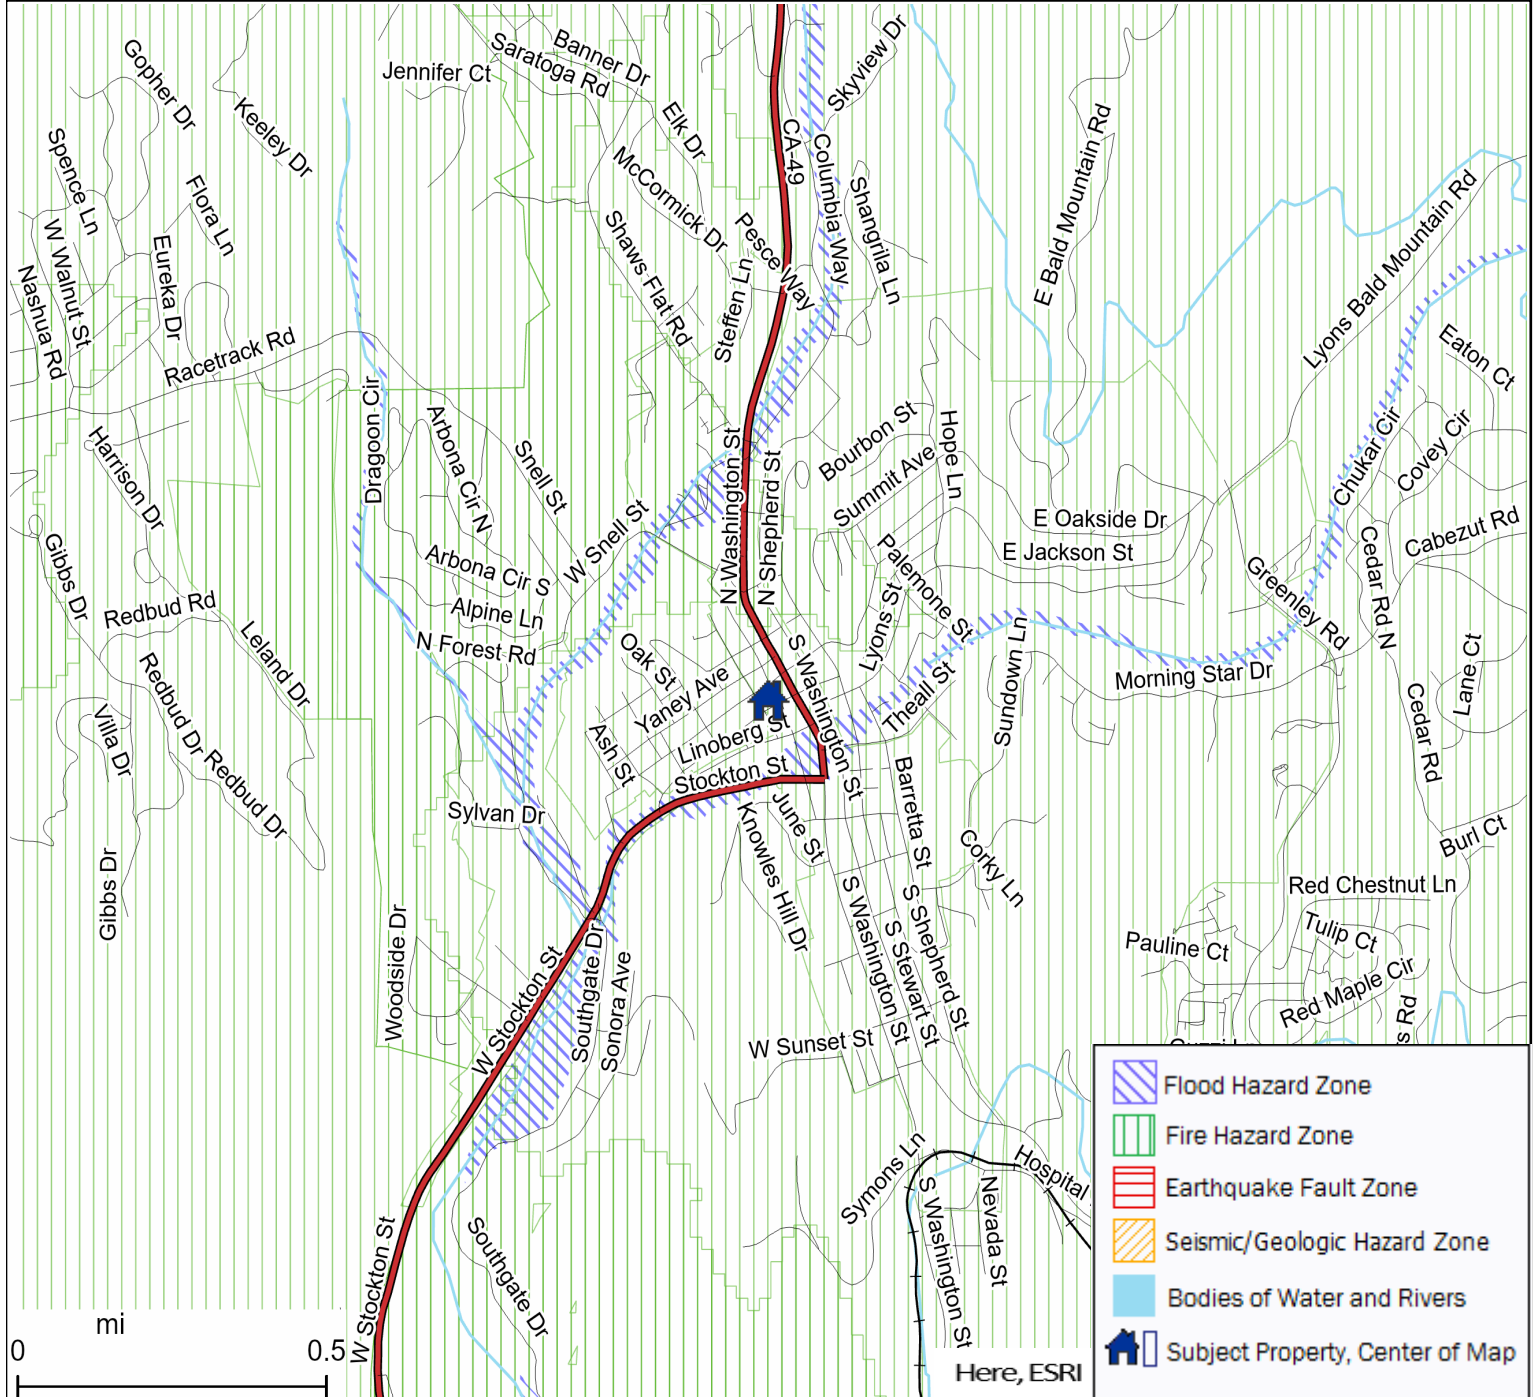 Gopher Dr
Jennifer Ct
Banner Dr
Saratoga Rd
Skyview Dr
Keeley Dr
Elk Dr
CA-49
Columbia Way
E Bald Mountain Rd
Spence Ln
Flora Ln
McCormick Dr
Shangrila Ln
Lyons Bald Mountain Rd
W Walnut St
Eureka Dr
Shaws Flat Rd
Pesce Way
Steffen Ln
Nashua Rd
Racetrack Rd
Eaton Ct
Dragoon Cir
Arbona Cir N
Snell St
Bourbon St
Hope Ln
Chukar Cir
Covey Cir
Harrison Dr
N Washington St
N Shepherd St
Summit Ave
E Oakside Dr
Cabezut Rd
Gibbs Dr
W Snell St
Palemone St
E Jackson St
Cedar Rd N
Arbona Cir S
Greenley Rd
Redbud Rd
Alpine Ln
Lyons St
Leland Dr
N Forest Rd
Oak St
S Washington St
Sundown Ln
Lane Ct
Redbud Dr
Yaney Ave
Theall St
Morning Star Dr
Cedar Rd
Villa Dr
Ash St
Linoberg St
Redbud Dr
Stockton St
Barretta St
Sylvan Dr
June St
Knowles Hill Dr
Corky Ln
Burl Ct
Gibbs Dr
S Washington St
S Shepherd St
Red Chestnut Ln
Woodside Dr
S Stewart St
Pauline Ct
Tulip Ct
W Stockton St
Southgate Dr
Sonora Ave
Red Maple Cir
s Rd
W Sunset St
Symons Ln
Hospital
S Washington St
Nevada St
W Stockton St
Southgate Dr
mi
0 0.5
Here, ESRI
Flood Hazard Zone
Fire Hazard Zone
Earthquake Fault Zone
Seismic/Geologic Hazard Zone
Bodies of Water and Rivers
Subject Property, Center of Map